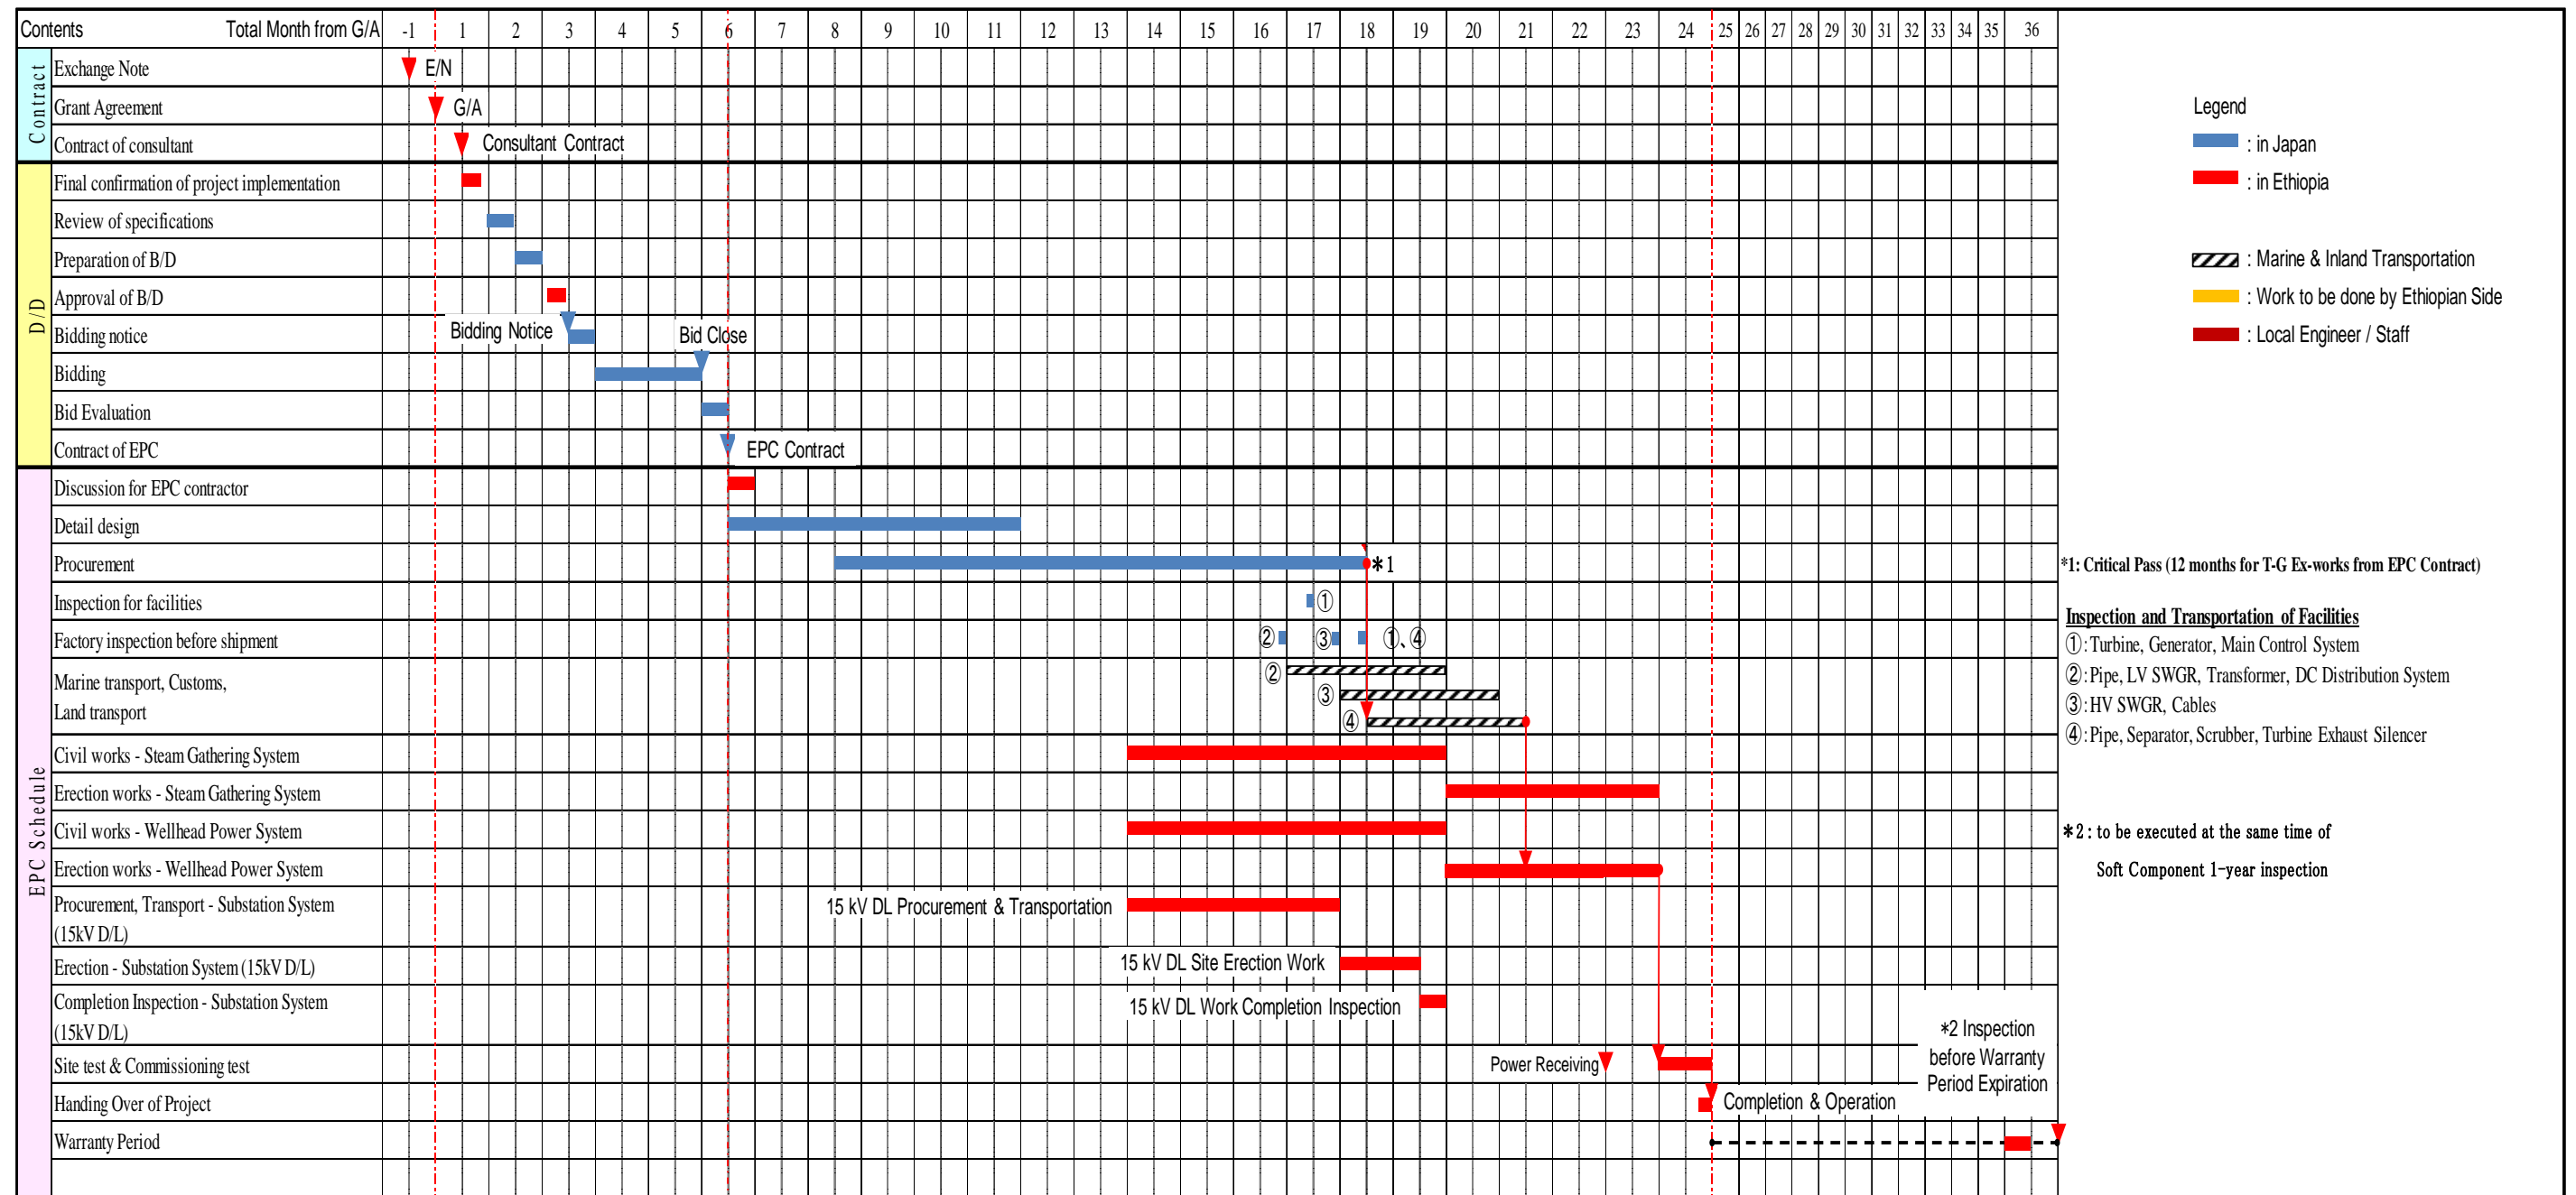 Contents Total Month from G/A -1 1 2 3 4 5 6 7 8 9 10 11 12 13 14 15 16 17 18 19 20 21 22 23 24 25 26 27 28 29 30 31 32 33 34 35 36
Contract
Exchange Note E/N
Grant Agreement G/A
Contract of consultant Consultant Contract
D/D
Final confirmation of project implementation
Review of specifications
Preparation of B/D
Approval of B/D
Bidding notice Bidding Notice Bid Close
Bidding
Bid Evaluation
Contract of EPC EPC Contract
EPC Schedule
Discussion for EPC contractor
Detail design
Procurement *1
Inspection for facilities ①
Factory inspection before shipment ② ③ ①、④
Marine transport, Customs, ②
③
Land transport ④
Civil works - Steam Gathering System
Erection works - Steam Gathering System
Civil works - Wellhead Power System
Erection works - Wellhead Power System
Procurement, Transport - Substation System 15 kV DL Procurement & Transportation
(15kV D/L)
Erection - Substation System (15kV D/L) 15 kV DL Site Erection Work
Completion Inspection - Substation System 15 kV DL Work Completion Inspection
(15kV D/L)
*2 Inspection
before Warranty
Period Expiration
Site test & Commissioning test Power Receiving
Handing Over of Project Completion & Operation
Warranty Period
Legend
: in Japan
: in Ethiopia
: Marine & Inland Transportation
: Work to be done by Ethiopian Side
: Local Engineer / Staff
*1: Critical Pass (12 months for T-G Ex-works from EPC Contract)
Inspection and Transportation of Facilities
①: Turbine, Generator, Main Control System
②: Pipe, LV SWGR, Transformer, DC Distribution System
③: HV SWGR, Cables
④: Pipe, Separator, Scrubber, Turbine Exhaust Silencer
*2: to be executed at the same time of
Soft Component 1-year inspection